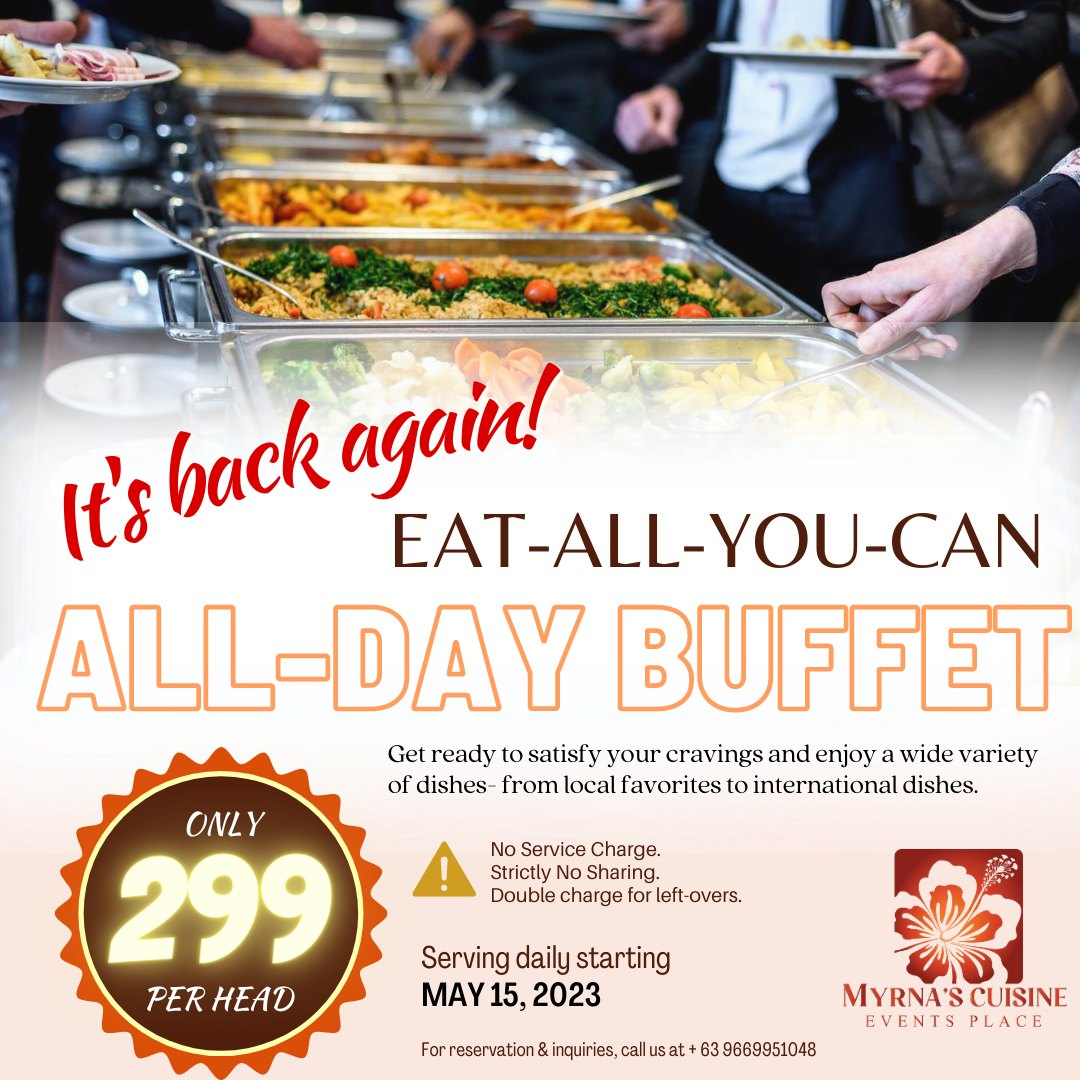 It's back again!
EAT-ALL-YOU-CAN
ALL-DAY BUFFET
Get ready to satisfy your cravings and enjoy a wide variety
of dishes- from local favorites to international dishes.
ONLY
299
PER HEAD
No Service Charge.
Strictly No Sharing.
Double charge for left-overs.
Serving daily starting
MAY 15, 2023
For reservation & inquiries, call us at + 63 9669951048
MYRNA'S CUISINE
EVENTS PLACE